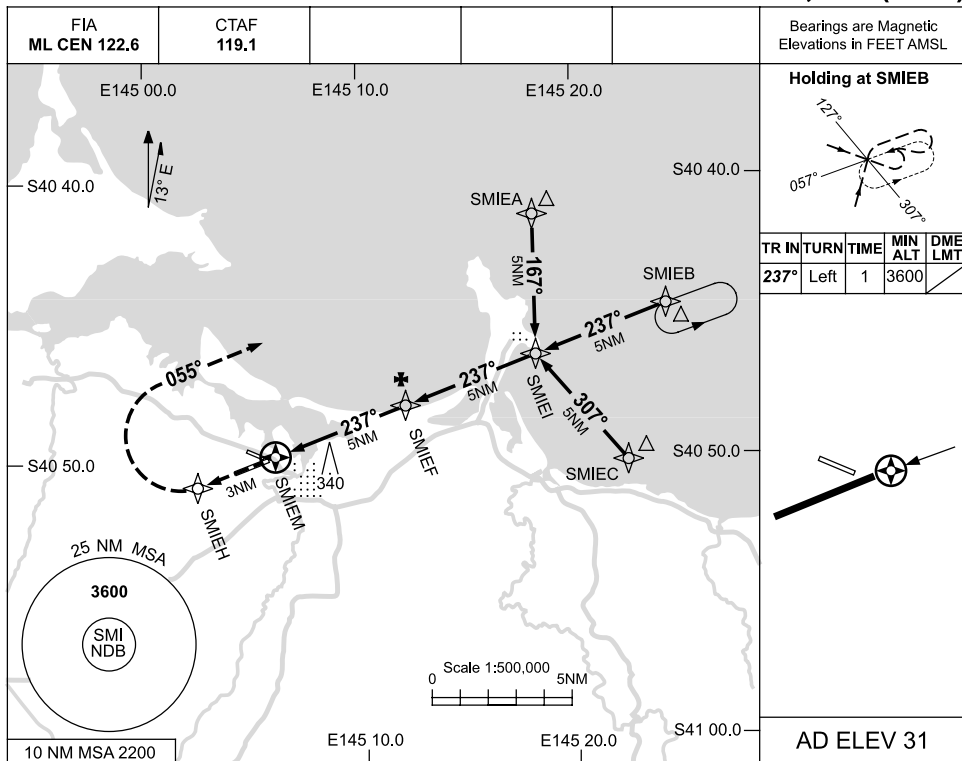 FIA
ML CEN 122.6
CTAF
119.1
Bearings are Magnetic
Elevations in FEET AMSL
E145 00.0
E145 10.0
E145 20.0
13° E
S40 40.0
S40 40.0
SMIEA
167°
5NM
SMIEB
237°
5NM
SMIEI
237°
5NM
307°
5NM
SMIEC
SMIEF
237°
5NM
055°
340
SMIEM
3NM
SMIEH
S40 50.0
S40 50.0
25 NM MSA
3600
SMI
NDB
10 NM MSA 2200
Scale 1:500,000
0
5NM
E145 10.0
E145 20.0
S41 00.0
Holding at SMIEB
127°
057°
307°
TR IN TURN TIME MIN ALT DME LMT
237° Left 1 3600
AD ELEV 31